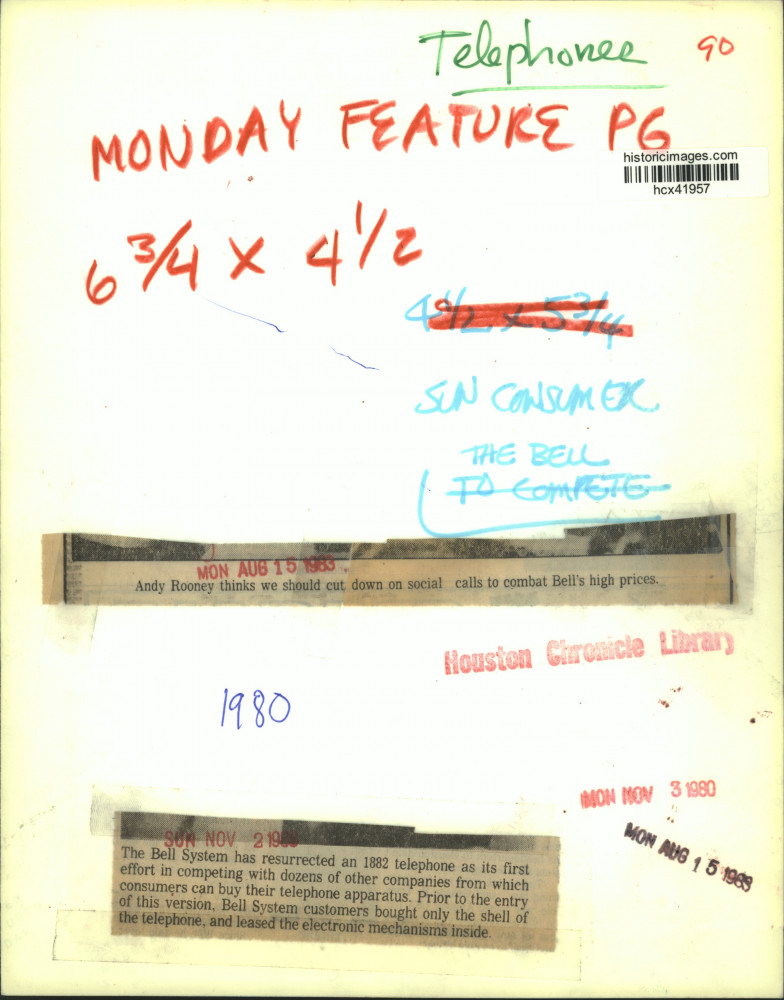 Telephones 90
MONDAY FEATURE PG
historicimages.com
hcx41957
6 3/4 x 4 1/2
4 1/2 x 5 3/4
SUN CONSUMER
THE BELL
TO COMPETE
MON AUG 15 1983
Andy Rooney thinks we should cut down on social calls to combat Bell's high prices.
Houston Chronicle Library
1980
MON NOV 3 1980
MON AUG 15 1983
SUN NOV 2 19
The Bell System has resurrected an 1882 telephone as its first
effort in competing with dozens of other companies from which
consumers can buy their telephone apparatus. Prior to the entry
of this version, Bell System customers bought only the shell of
the telephone, and leased the electronic mechanisms inside.